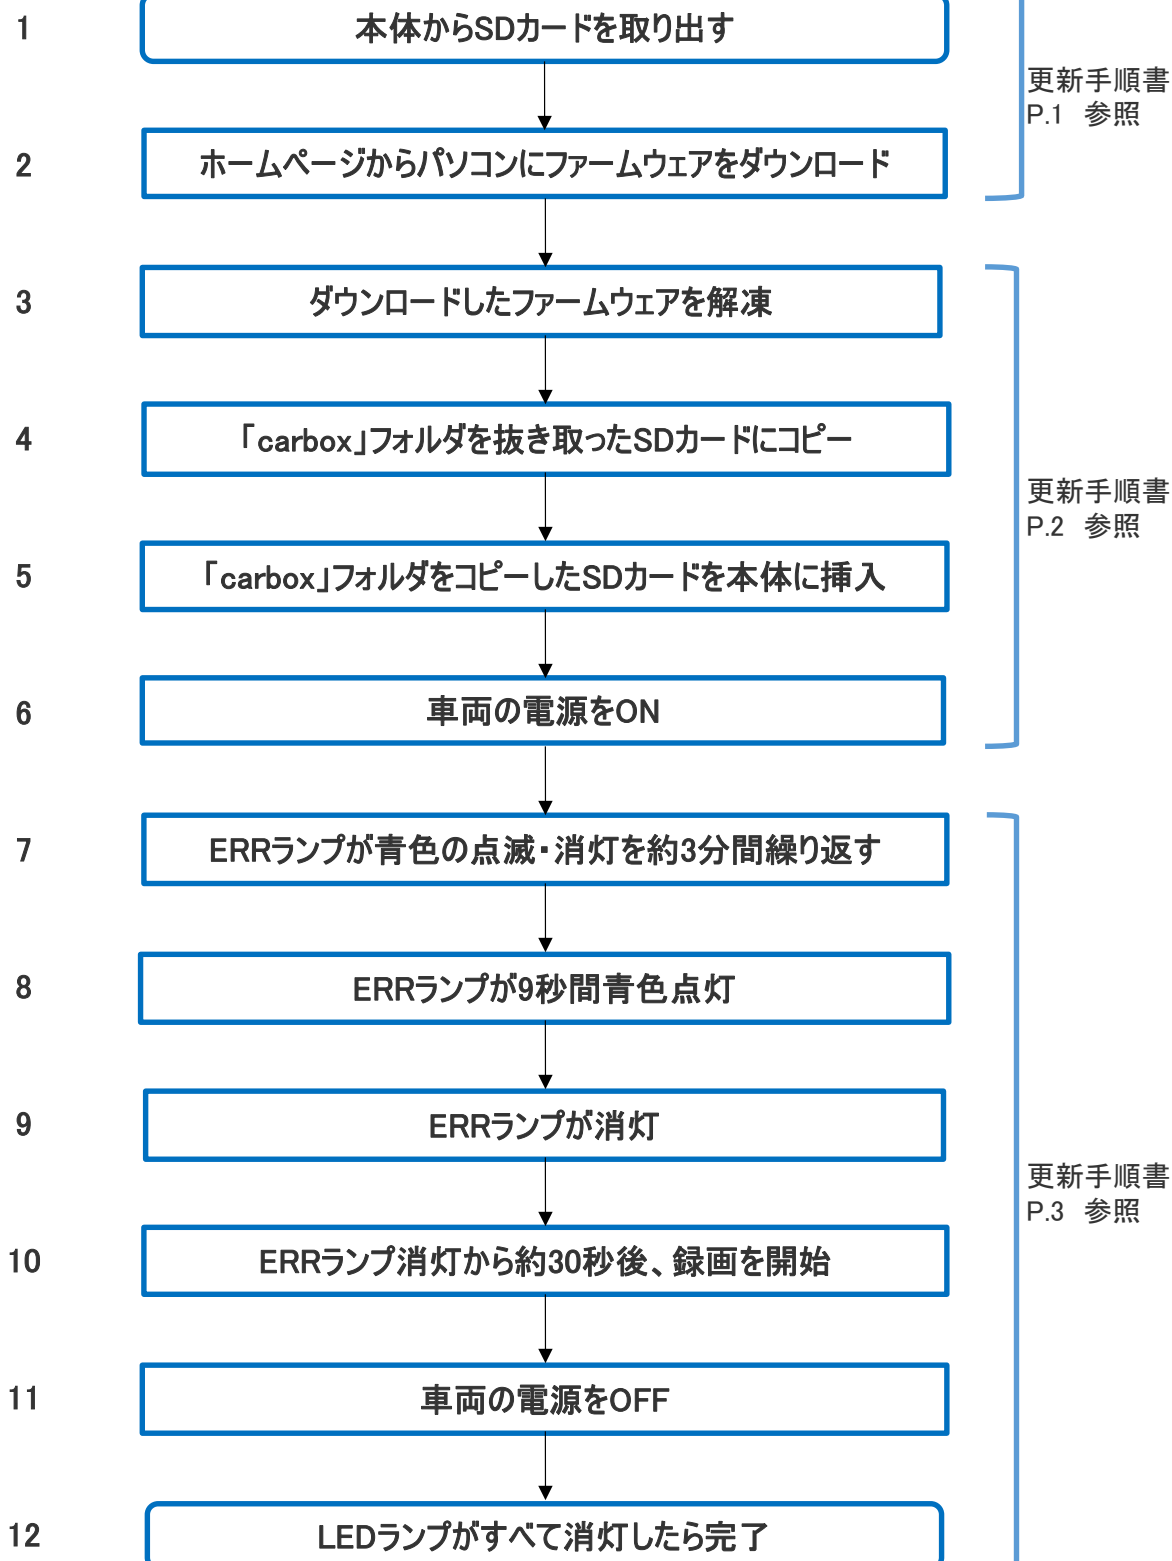 1 本体からSDカードを取り出す
更新手順書
P.1 参照
2 ホームページからパソコンにファームウェアをダウンロード
3 ダウンロードしたファームウェアを解凍
4 「carbox」フォルダを抜き取ったSDカードにコピー
更新手順書
P.2 参照
5 「carbox」フォルダをコピーしたSDカードを本体に挿入
6 車両の電源をON
7 ERRランプが青色の点滅・消灯を約3分間繰り返す
8 ERRランプが9秒間青色点灯
9 ERRランプが消灯
更新手順書
P.3 参照
10 ERRランプ消灯から約30秒後、録画を開始
11 車両の電源をOFF
12 LEDランプがすべて消灯したら完了